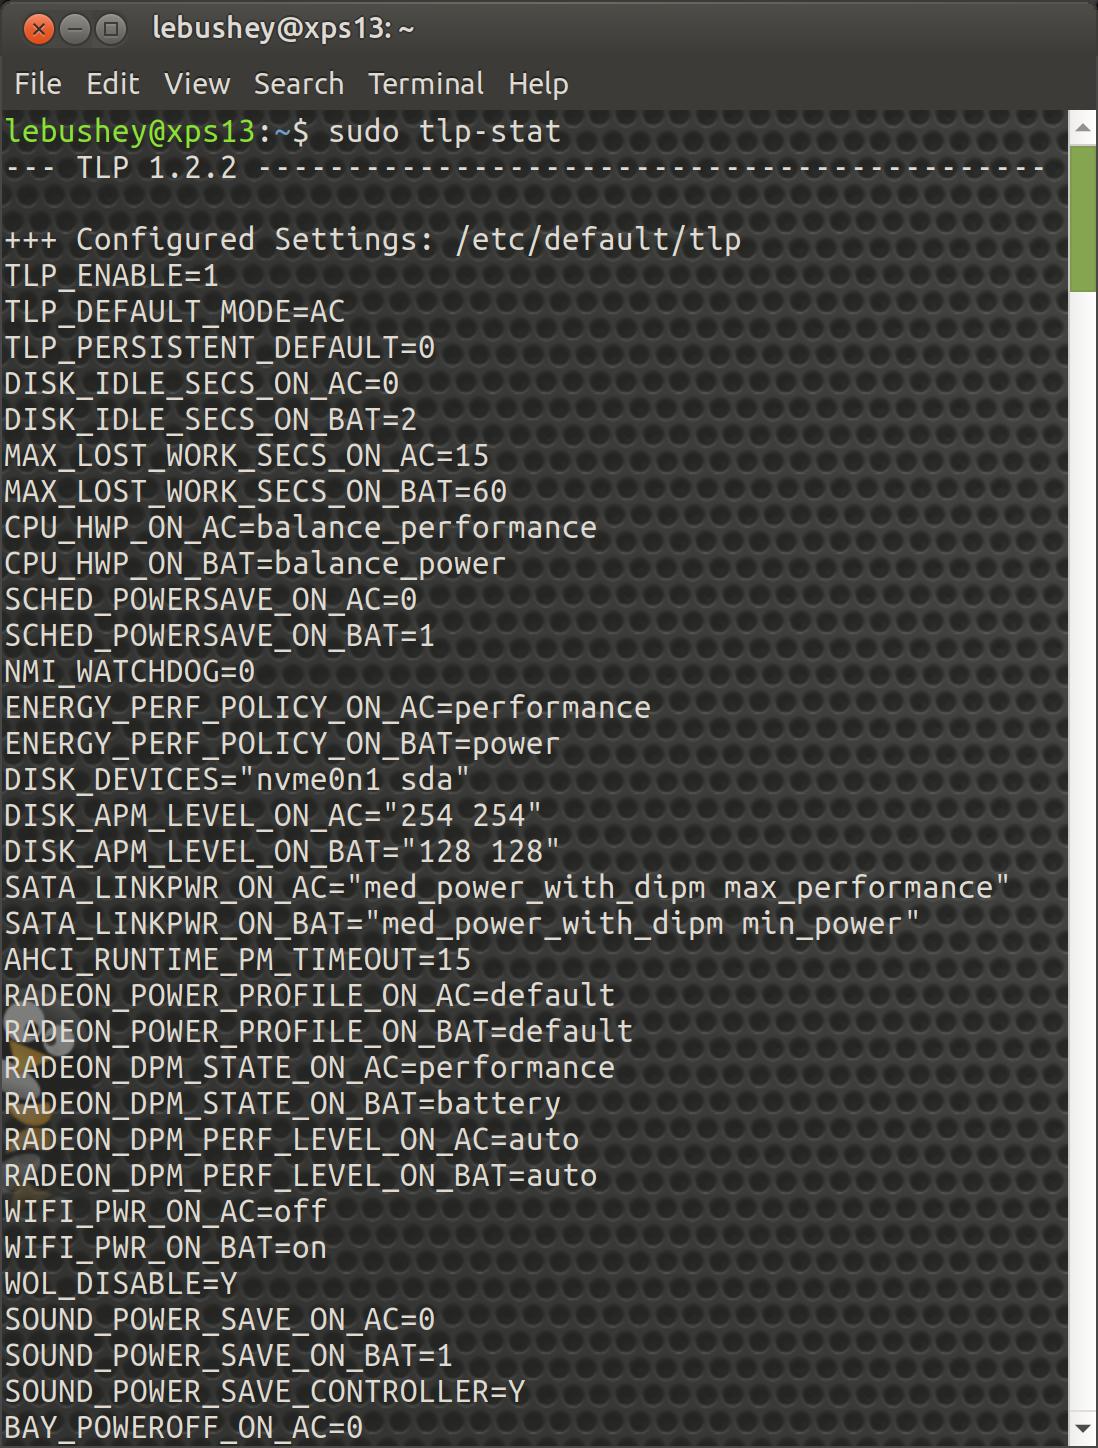 lebushey@xps13: ~
File Edit View Search Terminal Help
lebushey@xps13:~$ sudo tlp-stat
--- TLP 1.2.2 --------------------------------------------
+++ Configured Settings: /etc/default/tlp
TLP_ENABLE=1
TLP_DEFAULT_MODE=AC
TLP_PERSISTENT_DEFAULT=0
DISK_IDLE_SECS_ON_AC=0
DISK_IDLE_SECS_ON_BAT=2
MAX_LOST_WORK_SECS_ON_AC=15
MAX_LOST_WORK_SECS_ON_BAT=60
CPU_HWP_ON_AC=balance_performance
CPU_HWP_ON_BAT=balance_power
SCHED_POWERSAVE_ON_AC=0
SCHED_POWERSAVE_ON_BAT=1
NMI_WATCHDOG=0
ENERGY_PERF_POLICY_ON_AC=performance
ENERGY_PERF_POLICY_ON_BAT=power
DISK_DEVICES="nvme0n1 sda"
DISK_APM_LEVEL_ON_AC="254 254"
DISK_APM_LEVEL_ON_BAT="128 128"
SATA_LINKPWR_ON_AC="med_power_with_dipm max_performance"
SATA_LINKPWR_ON_BAT="med_power_with_dipm min_power"
AHCI_RUNTIME_PM_TIMEOUT=15
RADEON_POWER_PROFILE_ON_AC=default
RADEON_POWER_PROFILE_ON_BAT=default
RADEON_DPM_STATE_ON_AC=performance
RADEON_DPM_STATE_ON_BAT=battery
RADEON_DPM_PERF_LEVEL_ON_AC=auto
RADEON_DPM_PERF_LEVEL_ON_BAT=auto
WIFI_PWR_ON_AC=off
WIFI_PWR_ON_BAT=on
WOL_DISABLE=Y
SOUND_POWER_SAVE_ON_AC=0
SOUND_POWER_SAVE_ON_BAT=1
SOUND_POWER_SAVE_CONTROLLER=Y
BAY_POWEROFF_ON_AC=0